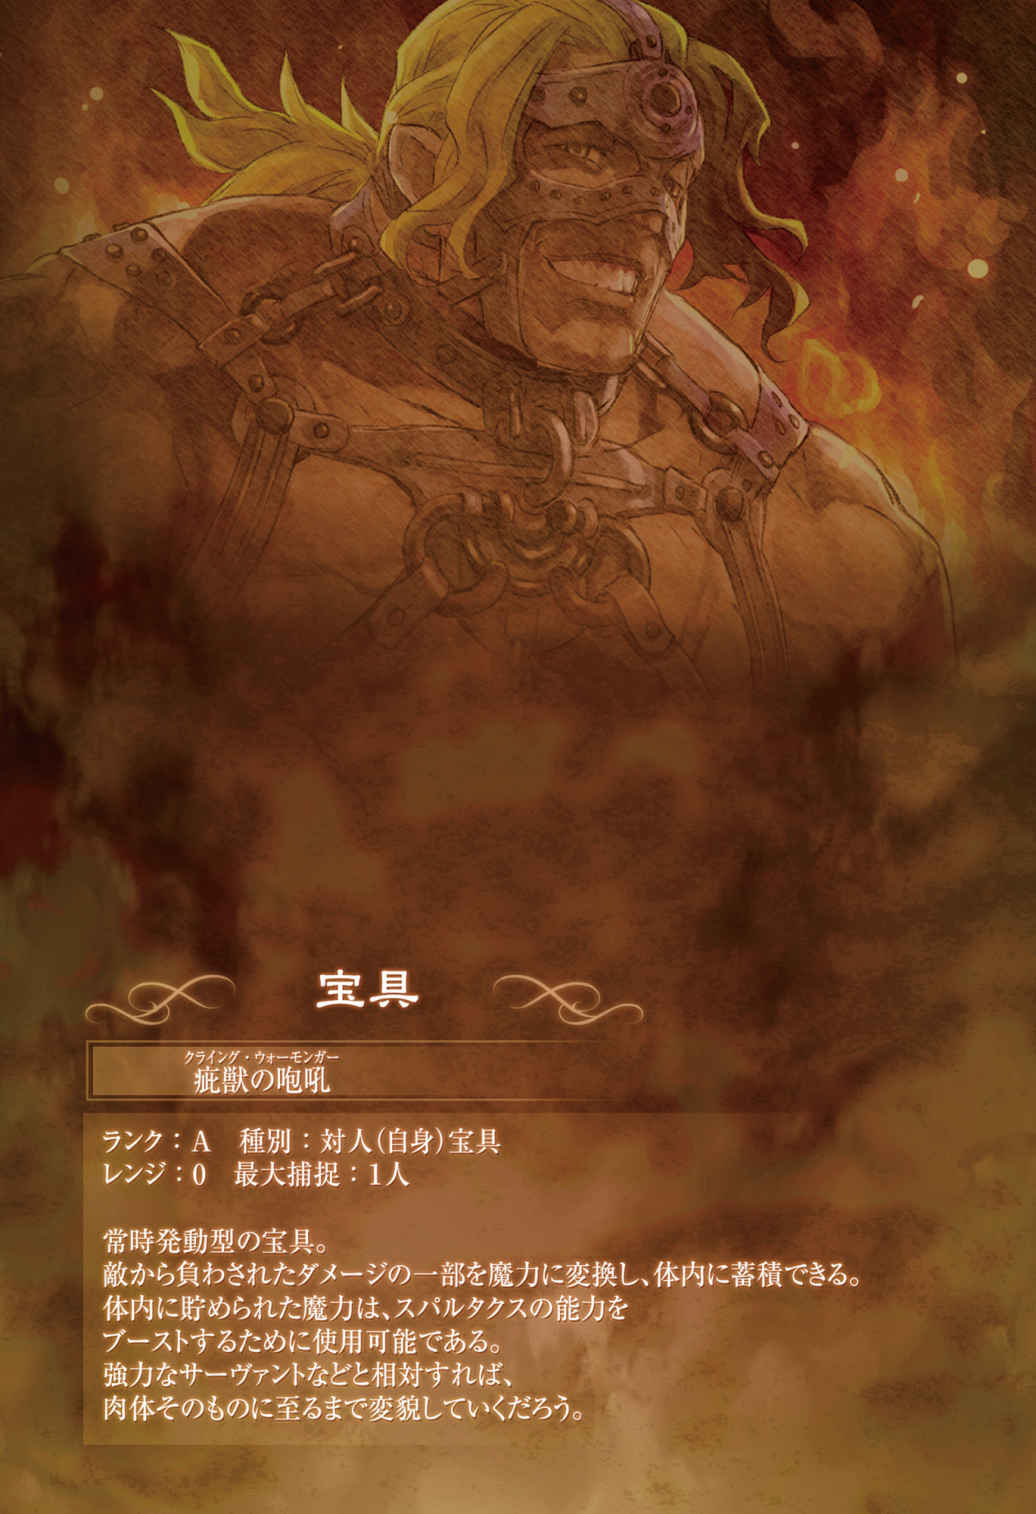 宝具
クライング・ウォーモンガー
疵獣の咆吼
ランク：A　種別：対人(自身)宝具
レンジ：0　最大捕捉：1人
常時発動型の宝具。
敵から負わされたダメージの一部を魔力に変換し、体内に蓄積できる。
体内に貯められた魔力は、スパルタクスの能力を
ブーストするために使用可能である。
強力なサーヴァントなどと相対すれば、
肉体そのものに至るまで変貌していくだろう。